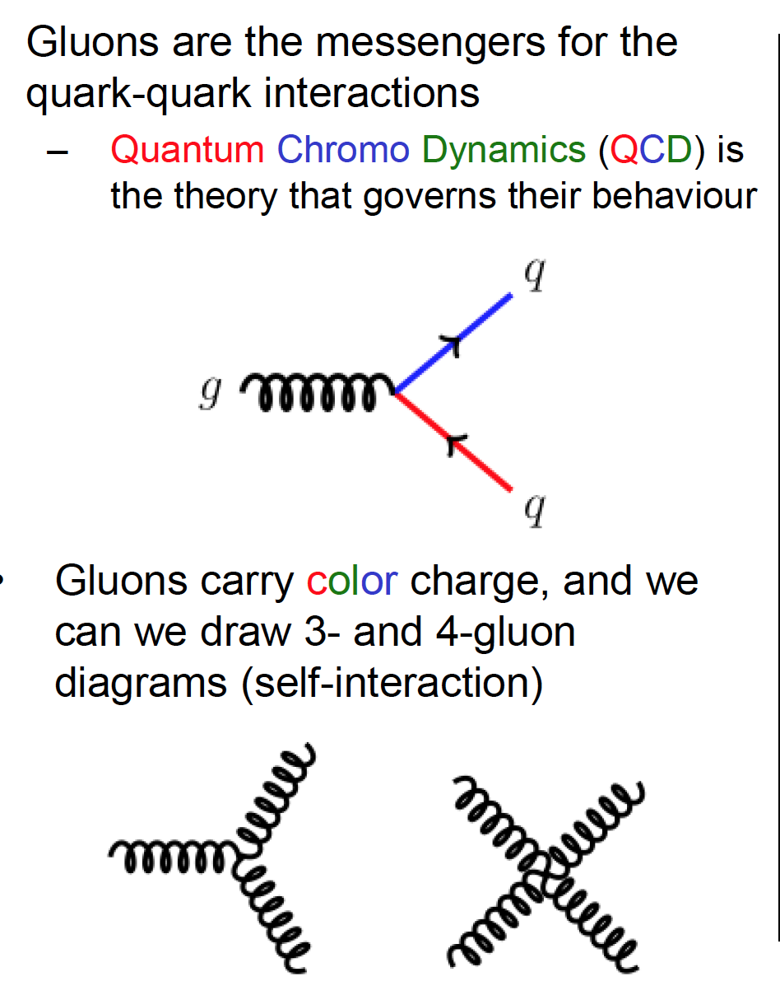 Gluons are the messengers for the
quark-quark interactions
– Quantum Chromo Dynamics (QCD) is
the theory that governs their behaviour
q
g
q
• Gluons carry color charge, and we
can we draw 3- and 4-gluon
diagrams (self-interaction)